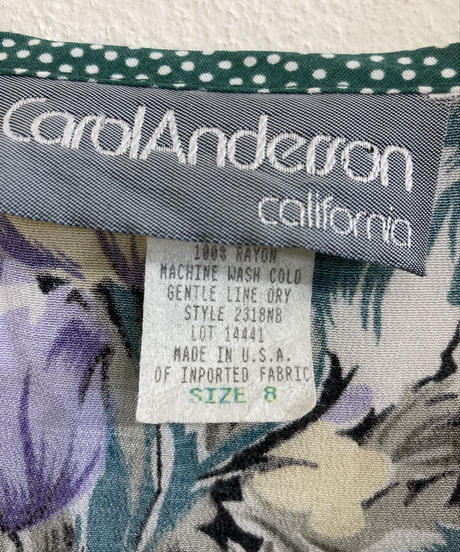 CarolAnderson
california
100% RAYON
MACHINE WASH COLD
GENTLE LINE DRY
STYLE 2318N8
LOT 14441
MADE IN U.S.A.
OF IMPORTED FABRIC
SIZE 8